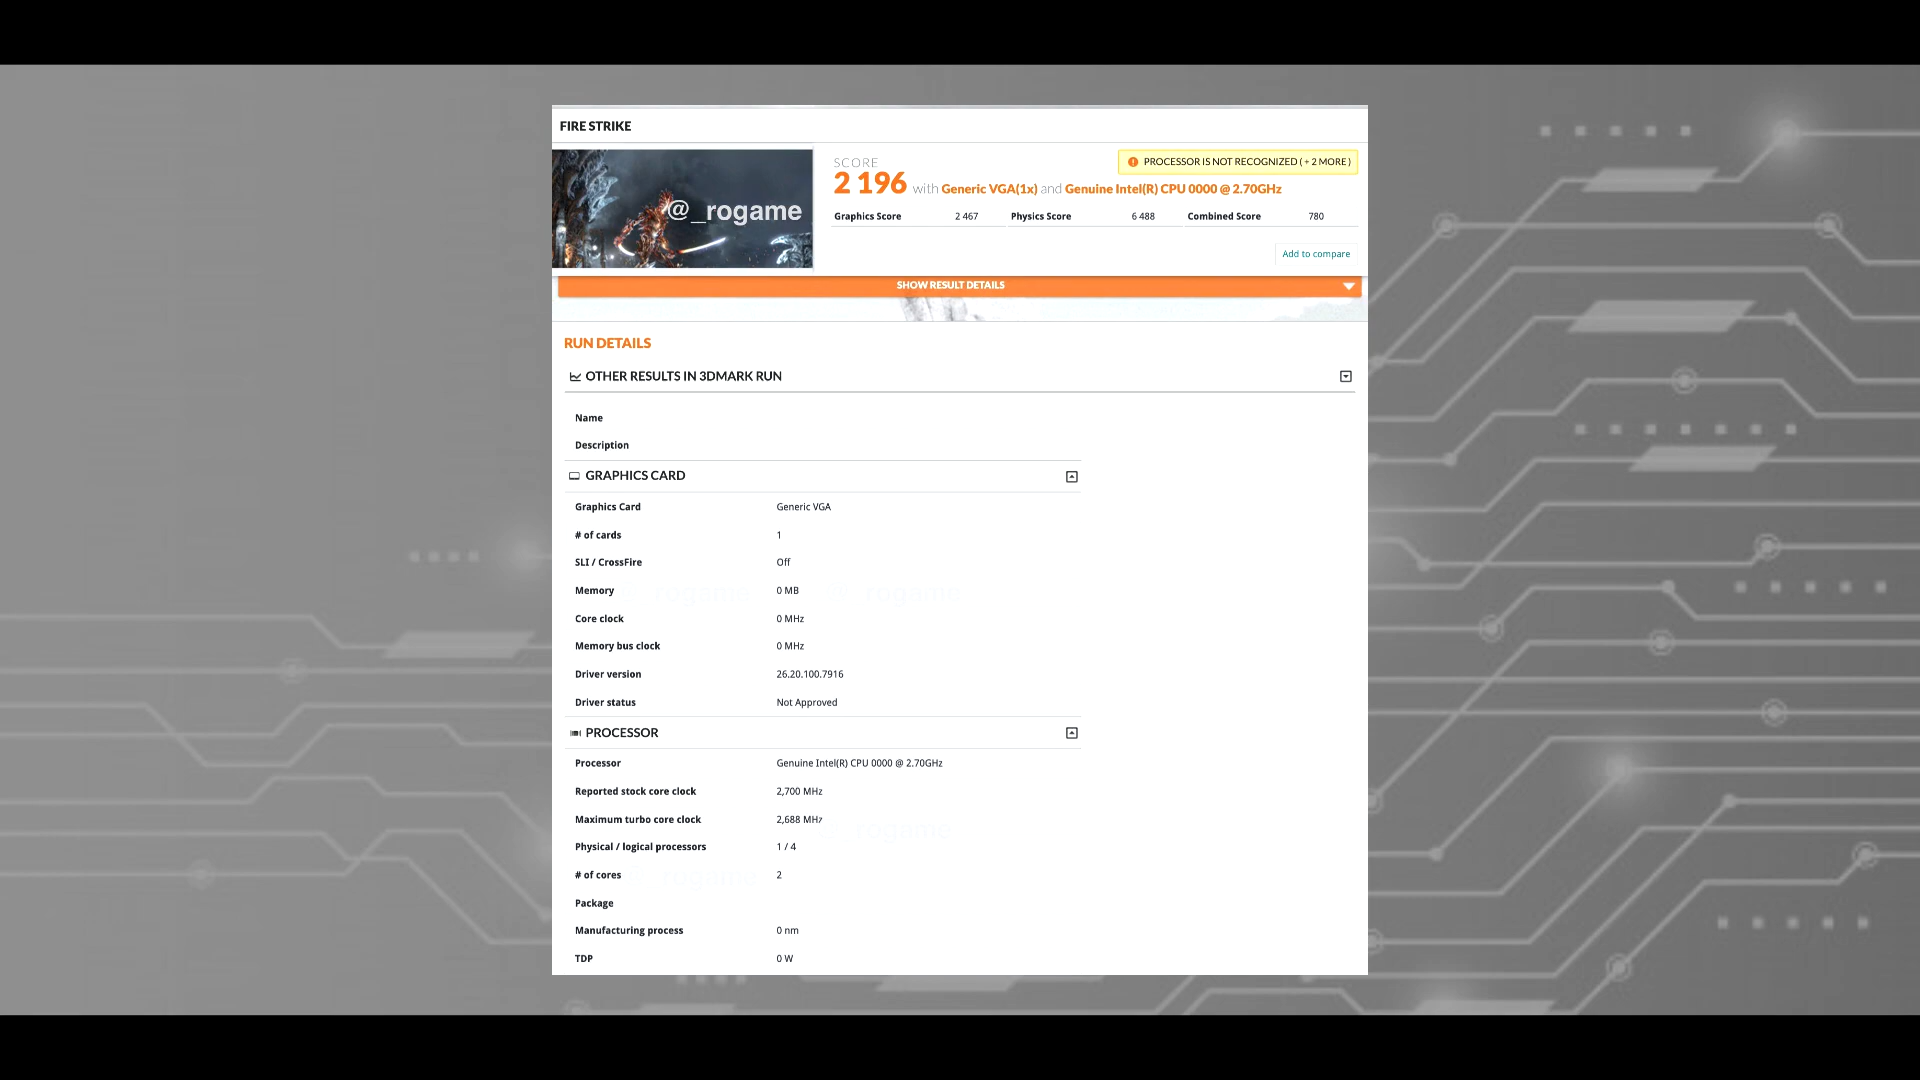 FIRE STRIKE
@_rogame
SCORE
PROCESSOR IS NOT RECOGNIZED ( + 2 MORE )
2 196 with Generic VGA(1x) and Genuine Intel(R) CPU 0000 @ 2.70GHz
Graphics Score 2 467 Physics Score 6 488 Combined Score 780
Add to compare
SHOW RESULT DETAILS
RUN DETAILS
OTHER RESULTS IN 3DMARK RUN
Name
Description
GRAPHICS CARD
Graphics Card Generic VGA
# of cards 1
SLI / CrossFire Off
Memory 0 MB
Core clock 0 MHz
Memory bus clock 0 MHz
Driver version 26.20.100.7916
Driver status Not Approved
PROCESSOR
Processor Genuine Intel(R) CPU 0000 @ 2.70GHz
Reported stock core clock 2,700 MHz
Maximum turbo core clock 2,688 MHz
Physical / logical processors 1 / 4
# of cores 2
Package
Manufacturing process 0 nm
TDP 0 W